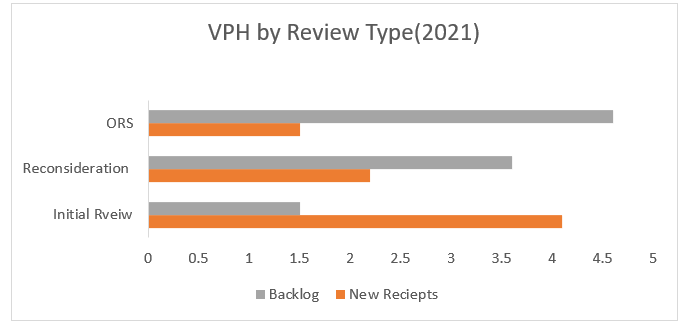 VPH by Review Type(2021)
ORS
Reconsideration
Initial Rveiw
0 0.5 1 1.5 2 2.5 3 3.5 4 4.5 5
Backlog New Reciepts